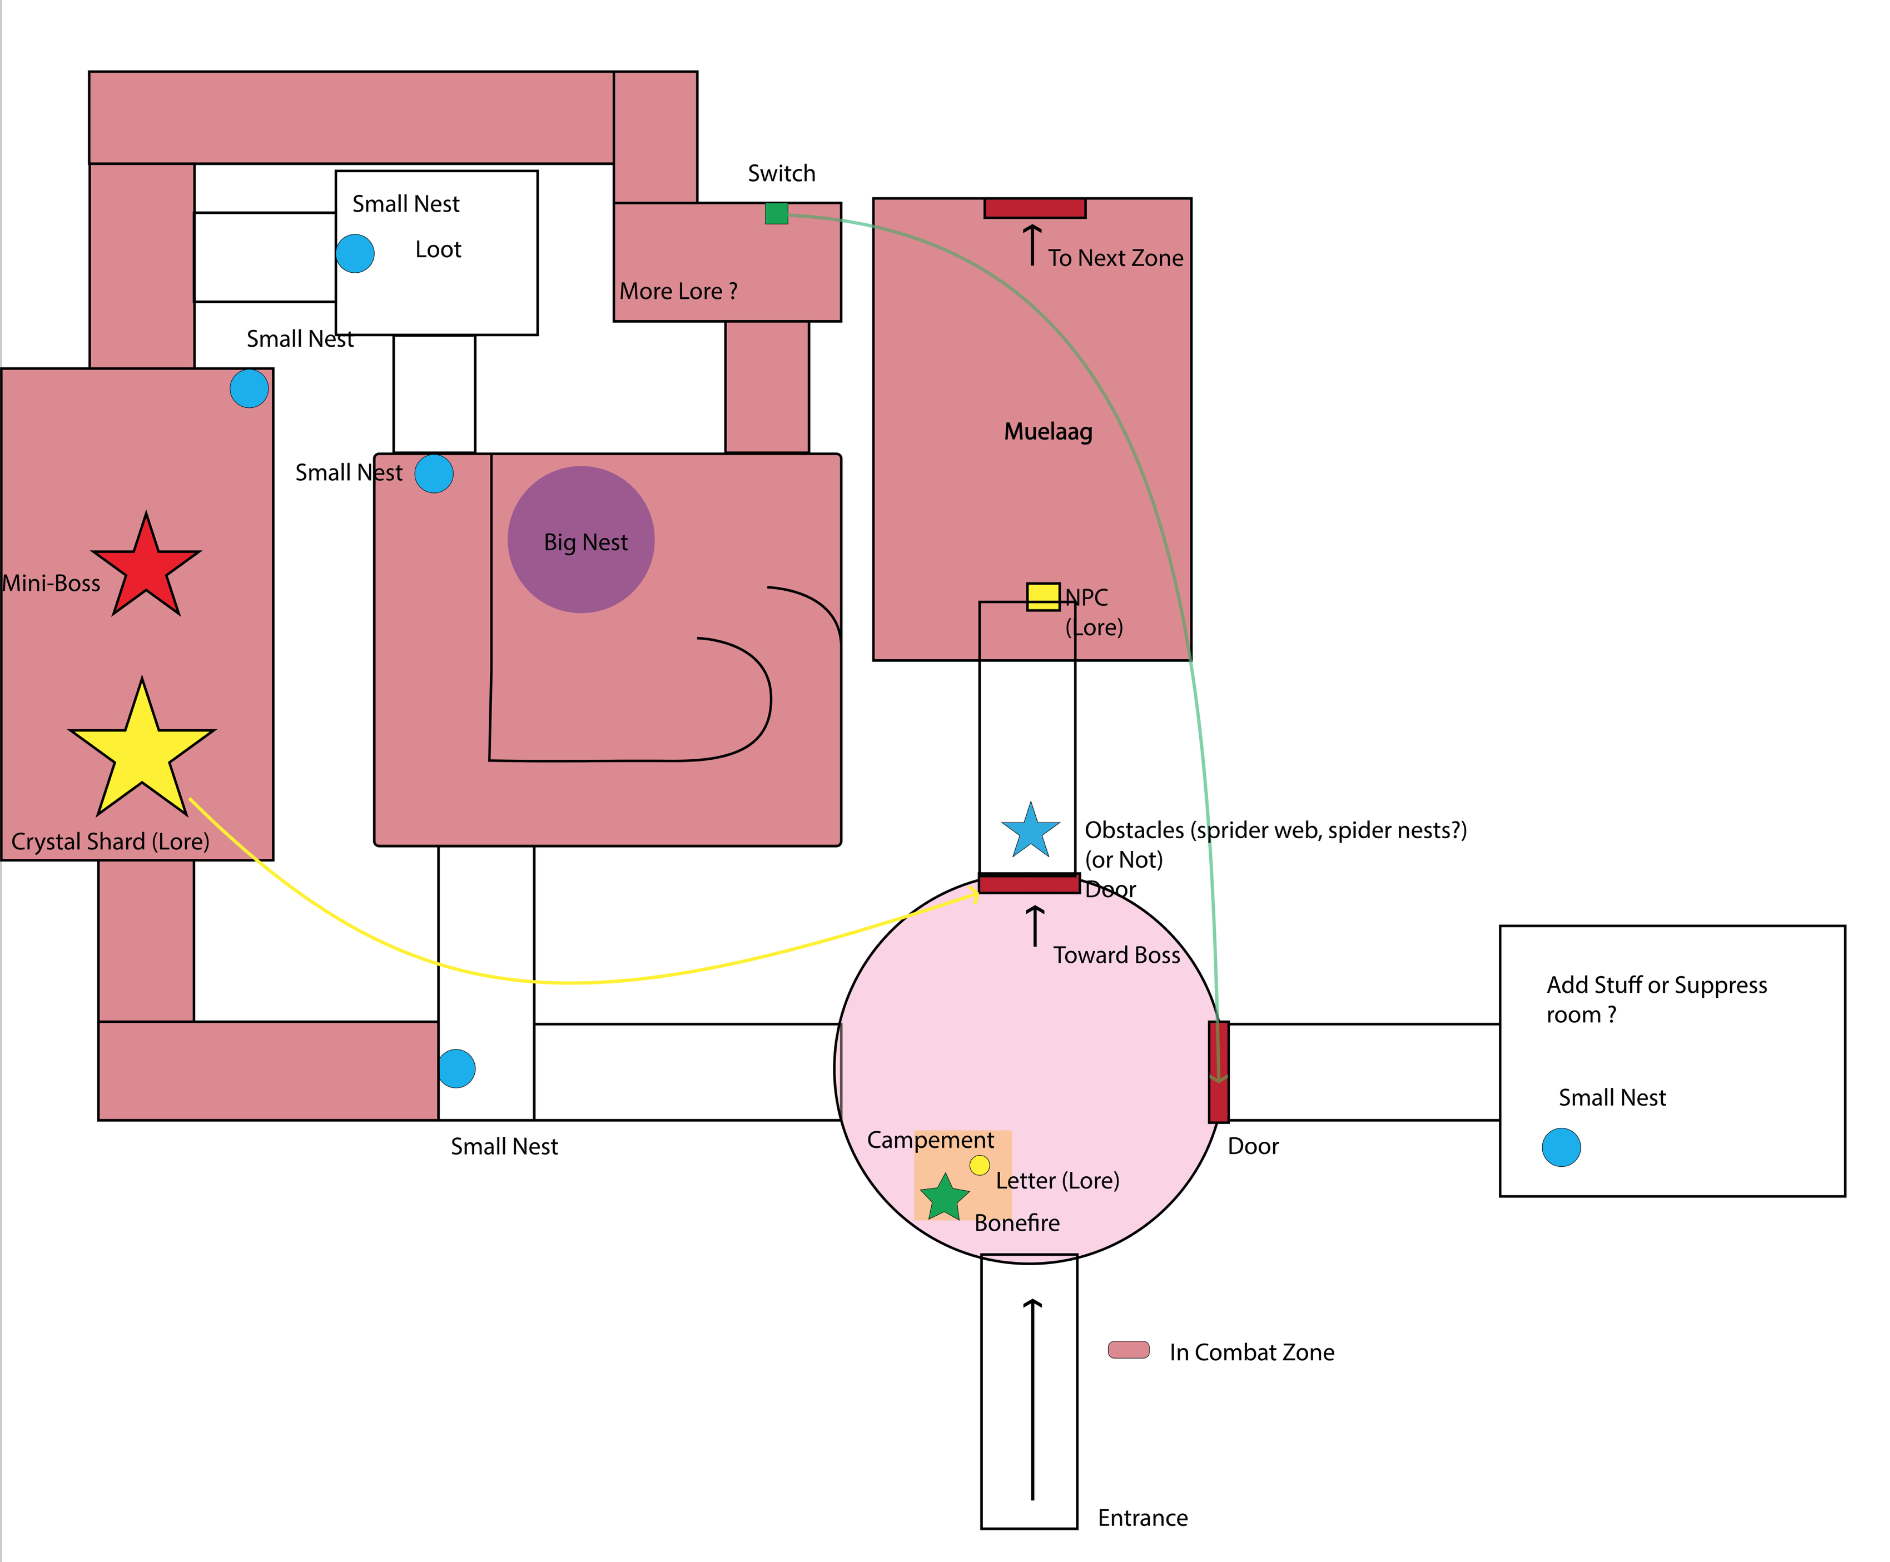 Switch
Small Nest
Loot
To Next Zone
More Lore ?
Small Nest
Muelaag
Small Nest
Big Nest
Mini-Boss
NPC
(Lore)
Crystal Shard (Lore)
Obstacles (sprider web, spider nests?)
(or Not)
Door
Toward Boss
Add Stuff or Suppress
room ?
Small Nest
Small Nest
Campement
Door
Letter (Lore)
Bonefire
In Combat Zone
Entrance